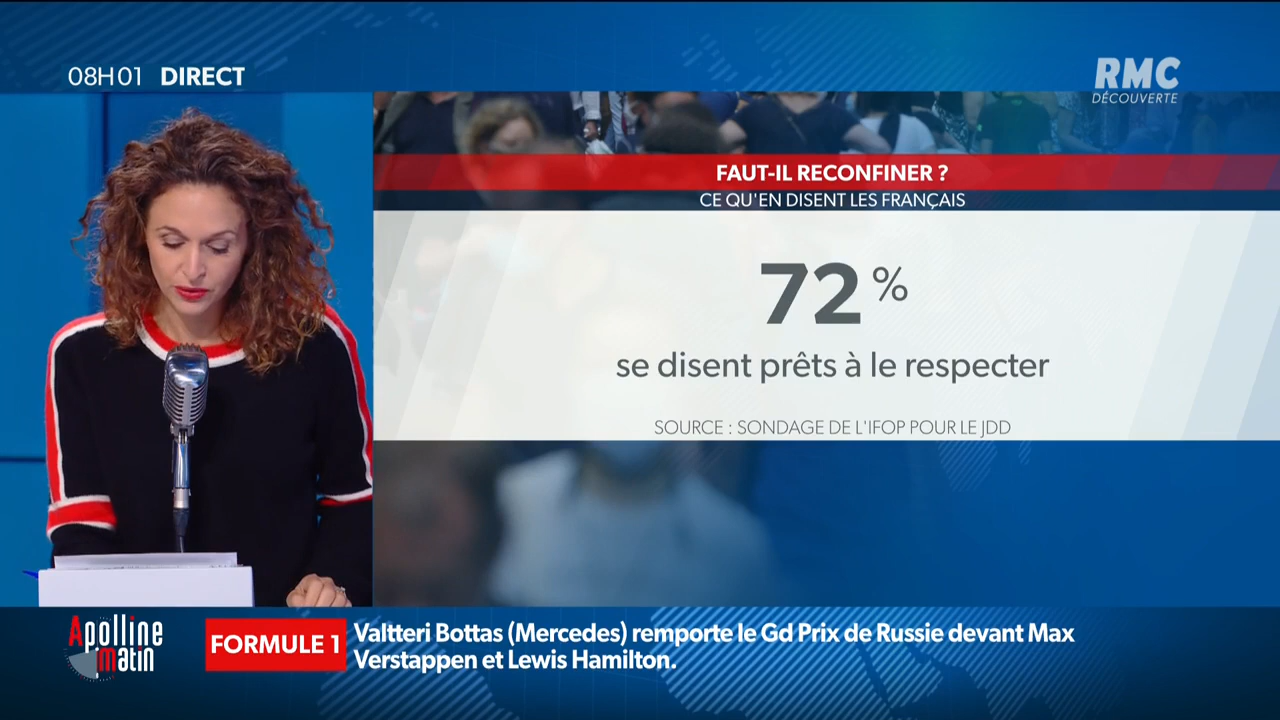 08H01 DIRECT
RMC
DÉCOUVERTE
FAUT-IL RECONFINER ?
CE QU'EN DISENT LES FRANÇAIS
72 %
se disent prêts à le respecter
SOURCE : SONDAGE DE L'IFOP POUR LE JDD
Apolline
Matin
FORMULE 1
Valtteri Bottas (Mercedes) remporte le Gd Prix de Russie devant Max
Verstappen et Lewis Hamilton.